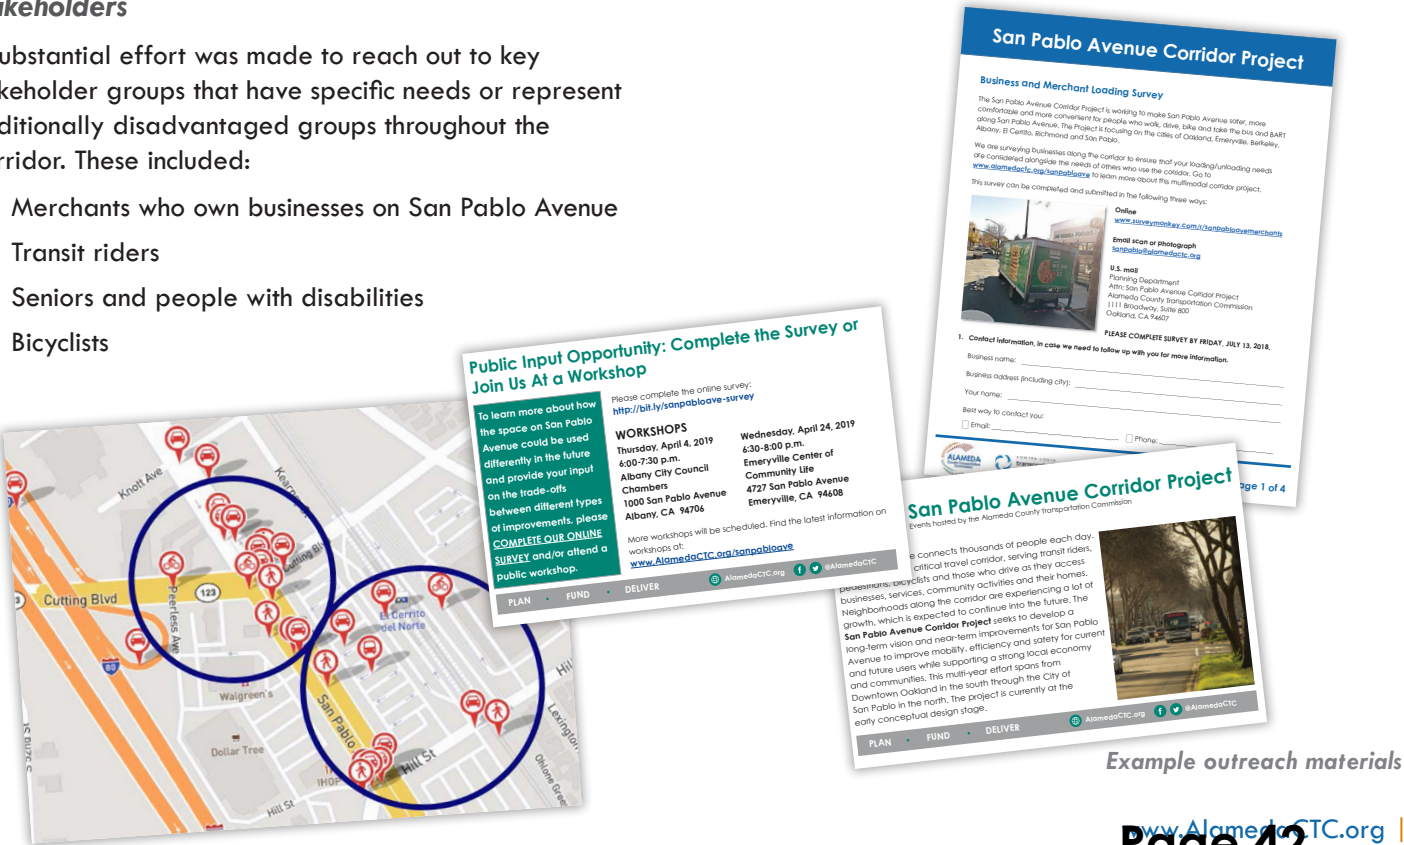 akeholders
ubstantial effort was made to reach out to key
keholder groups that have specific needs or represent
ditionally disadvantaged groups throughout the
rridor. These included:
Merchants who own businesses on San Pablo Avenue
Transit riders
Seniors and people with disabilities
Bicyclists
San Pablo Avenue Corridor Project
Business and Merchant Loading Survey
The San Pablo Avenue Corridor Project is working to make San Pablo Avenue safer, more
comfortable and more convenient for people who walk, drive, bike and take the bus and BART
along San Pablo Avenue. The Project is focusing on the cities of Oakland, Emeryville, Berkeley,
Albany, El Cerrito, Richmond and San Pablo.
We are surveying businesses along the corridor to ensure that your loading/unloading needs
are considered alongside the needs of others who use the corridor. Go to
www.alamedactc.org/sanpabloave to learn more about this multimodal corridor project.
This survey can be completed and submitted in the following three ways:
Online
www.surveymonkey.com/r/sanpabloavemerchants
Email scan or photograph
sanpablo@alamedactc.org
U.S. mail
Planning Department
Attn: San Pablo Avenue Corridor Project
Alameda County Transportation Commission
1111 Broadway, Suite 800
Oakland, CA 94607
PLEASE COMPLETE SURVEY BY FRIDAY, JULY 13, 2018.
1. Contact information, in case we need to follow up with you for more information.
Business name:
Business address (including city):
Your name:
Best way to contact you:
Email:
Phone:
ALAMEDA
age 1 of 4
Public Input Opportunity: Complete the Survey or
Join Us At a Workshop
To learn more about how
the space on San Pablo
Avenue could be used
differently in the future
and provide your input
on the trade-offs
between different types
of improvements, please
COMPLETE OUR ONLINE
SURVEY and/or attend a
public workshop.
Please complete the online survey:
http://bit.ly/sanpabloave-survey
WORKSHOPS
Thursday, April 4, 2019
6:00-7:30 p.m.
Albany City Council
Chambers
1000 San Pablo Avenue
Albany, CA 94706
Wednesday, April 24, 2019
6:30-8:00 p.m.
Emeryville Center of
Community Life
4727 San Pablo Avenue
Emeryville, CA 94608
More workshops will be scheduled. Find the latest information on
workshops at:
www.AlamedaCTC.org/sanpabloave
PLAN • FUND • DELIVER AlamedaCTC.org @AlamedaCTC
San Pablo Avenue Corridor Project
Events hosted by the Alameda County Transportation Commission
e connects thousands of people each day.
critical travel corridor, serving transit riders,
pedestrians, bicyclists and those who drive as they access
businesses, services, community activities and their homes.
Neighborhoods along the corridor are experiencing a lot of
growth, which is expected to continue into the future. The
San Pablo Avenue Corridor Project seeks to develop a
long-term vision and near-term improvements for San Pablo
Avenue to improve mobility, efficiency and safety for current
and future users while supporting a strong local economy
and communities. This multi-year effort spans from
Downtown Oakland in the south through the City of
San Pablo in the north. The project is currently at the
early conceptual design stage.
PLAN • FUND • DELIVER AlamedaCTC.org @AlamedaCTC
Knott Ave
Cutting Blvd
Peerless Ave
123
Cutting Bl
El Cerrito
del Norte
80
Walgreen's
Dollar Tree
IHOP
San Pablo
Hill St
Hill St
Hil
Lexington
Ohlone Gree
Example outreach materials
www.AlamedaCTC.org |
Page 42